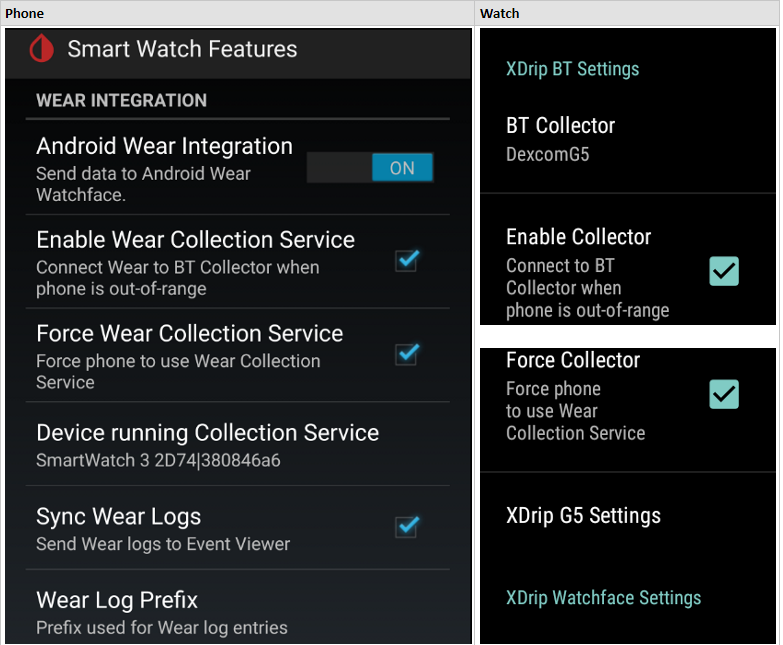 Phone
Smart Watch Features
WEAR INTEGRATION
Android Wear Integration
Send data to Android Wear
Watchface.
ON
Enable Wear Collection Service
Connect Wear to BT Collector when
phone is out-of-range
Force Wear Collection Service
Force phone to use Wear Collection
Service
Device running Collection Service
SmartWatch 3 2D74|380846a6
Sync Wear Logs
Send Wear logs to Event Viewer
Wear Log Prefix
Prefix used for Wear log entries
Watch
XDrip BT Settings
BT Collector
DexcomG5
Enable Collector
Connect to BT
Collector when
phone is out-of-range
Force Collector
Force phone
to use Wear
Collection Service
XDrip G5 Settings
XDrip Watchface Settings